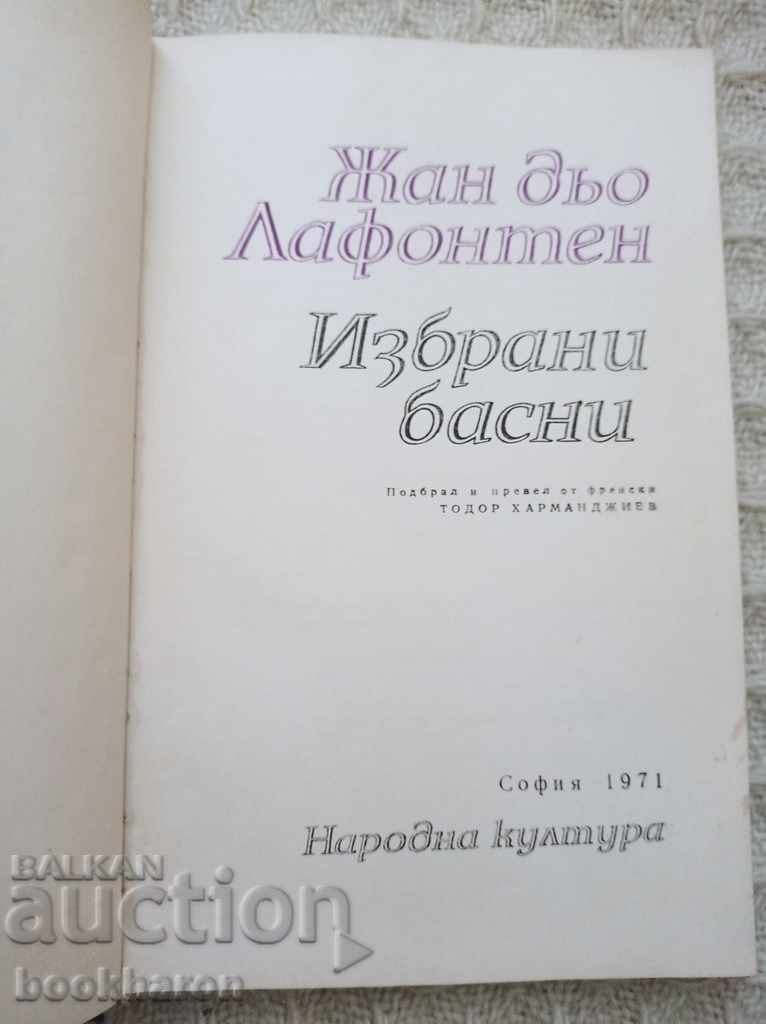 Жан дьо
Лафонтен
Избрани
басни
Подбрал и превел от френски
ТОДОР ХАРМАНДЖИЕВ
София 1971
Народна култура
BALKAN
auction
bookharon